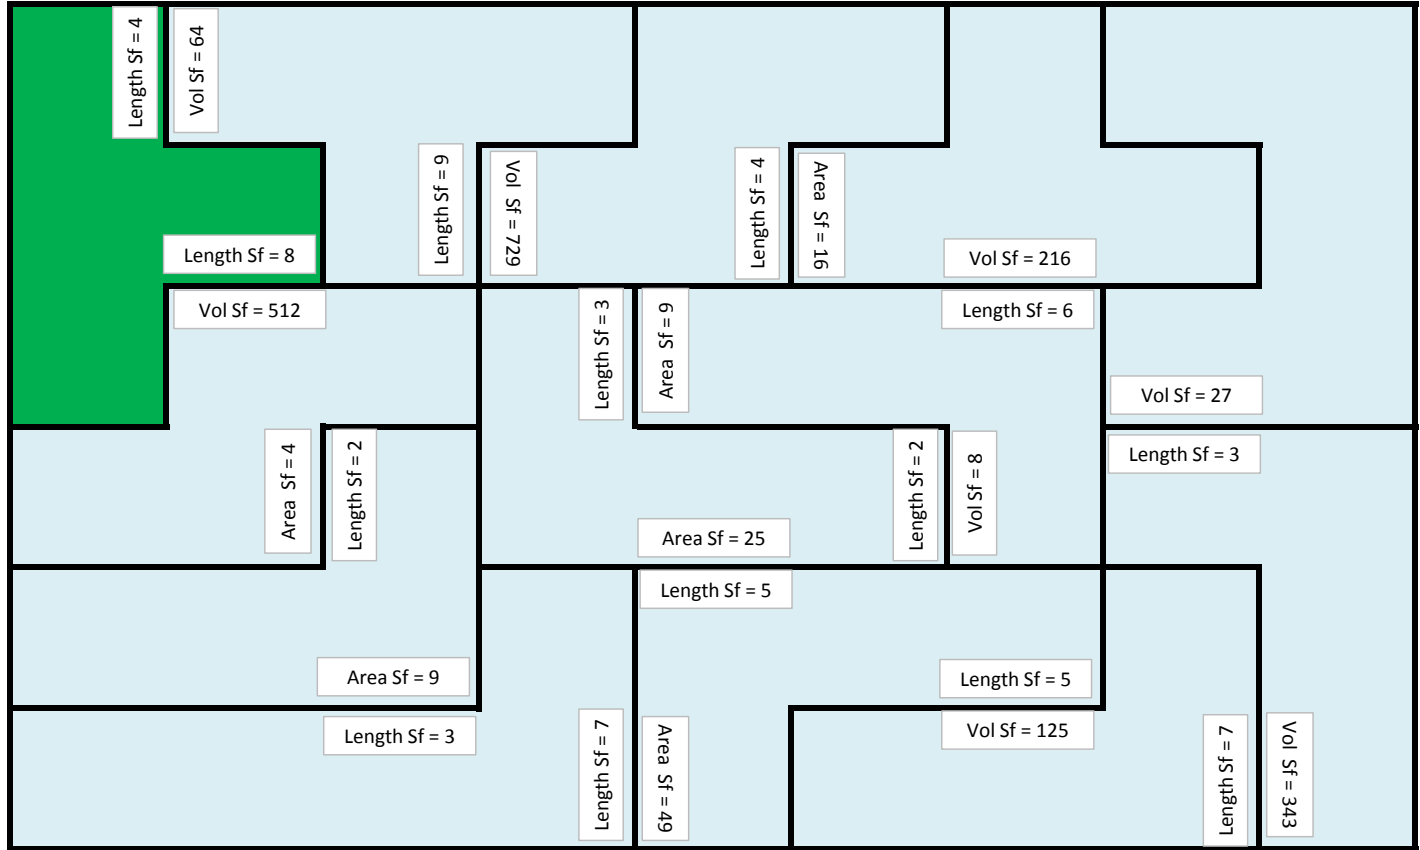 Length Sf = 4
Vol Sf = 64
Length Sf = 9
Vol Sf = 729
Length Sf = 4
Area Sf = 16
Length Sf = 8
Vol Sf = 216
Vol Sf = 512
Length Sf = 3
Area Sf = 9
Length Sf = 6
Vol Sf = 27
Area Sf = 4
Length Sf = 2
Length Sf = 2
Vol Sf = 8
Length Sf = 3
Area Sf = 25
Length Sf = 5
Area Sf = 9
Length Sf = 5
Length Sf = 3
Length Sf = 7
Area Sf = 49
Vol Sf = 125
Length Sf = 7
Vol Sf = 343